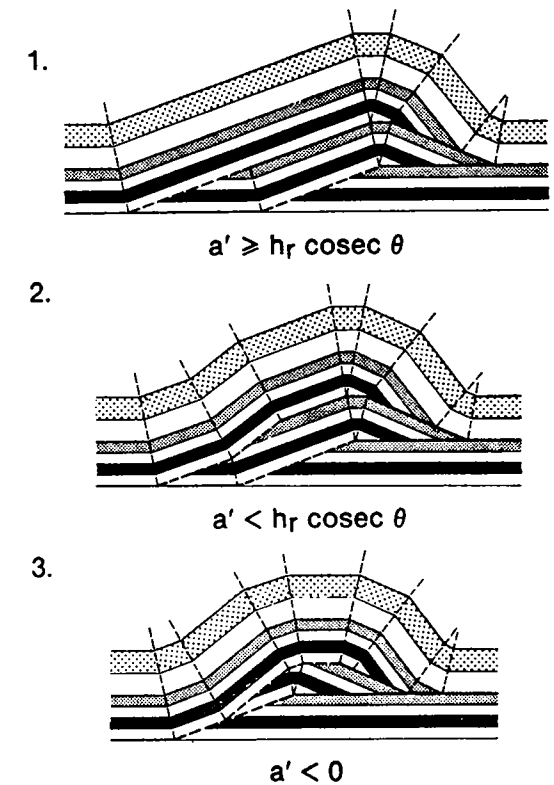 1.
a′ ⩾ hᵣ cosec θ
2.
a′ < hᵣ cosec θ
3.
a′ < 0